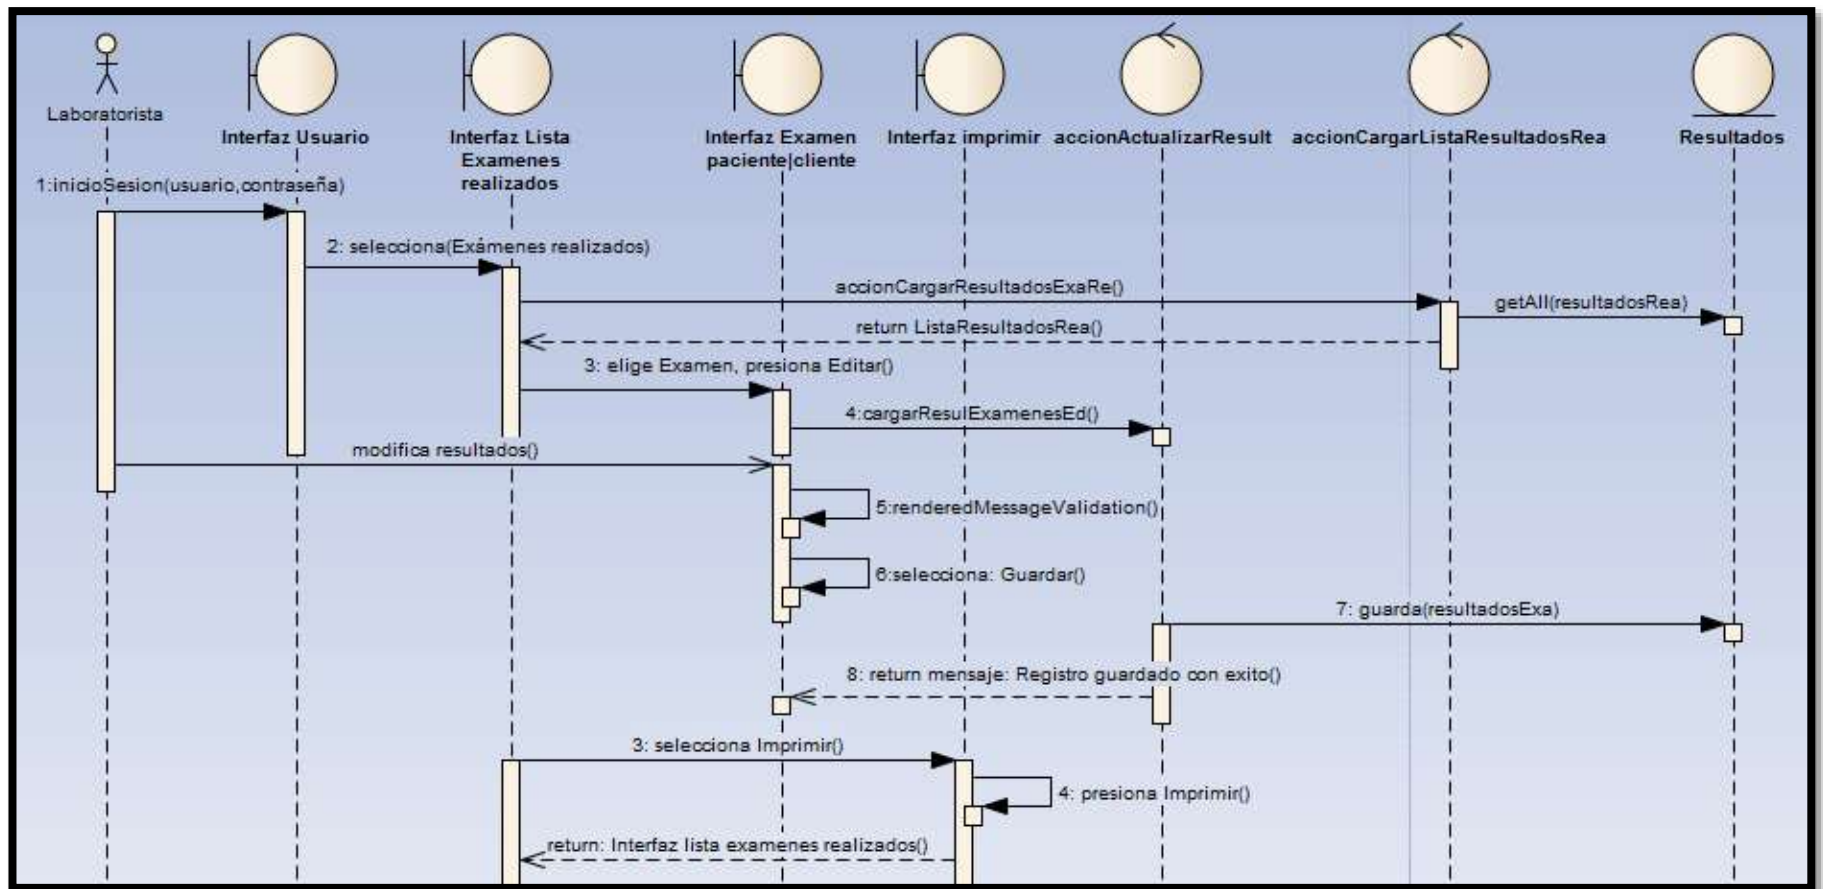 Laboratorista
Interfaz Usuario
Interfaz Lista
Examenes
realizados
Interfaz Examen
paciente|cliente
Interfaz imprimir
accionActualizarResult
accionCargarListaResultadosRea
Resultados
1:inicioSesion(usuario,contraseña)
2: selecciona(Exámenes realizados)
accionCargarResultadosExaRe()
getAll(resultadosRea)
return ListaResultadosRea()
3: elige Examen, presiona Editar()
4:cargarResulExamenesEd()
modifica resultados()
5:renderedMessageValidation()
6:selecciona: Guardar()
7: guarda(resultadosExa)
8: return mensaje: Registro guardado con exito()
3: selecciona Imprimir()
4: presiona Imprimir()
return: Interfaz lista examenes realizados()